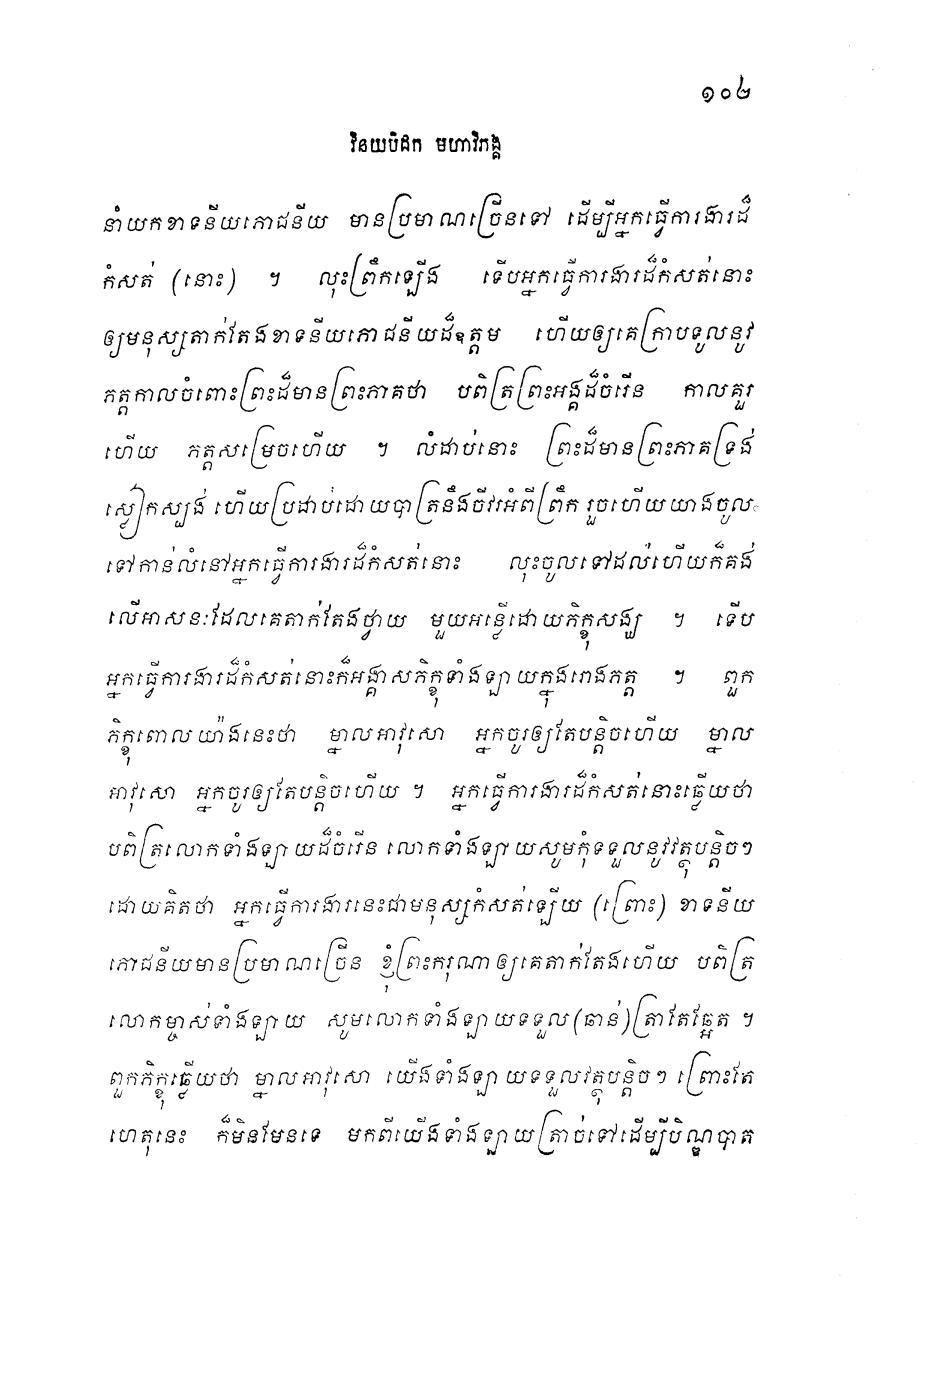 ១០៤
វិនយបិដក មហាវិភង្គ
នាំយកខាទនីយភោជនីយ មានប្រមាណច្រើនទៅ ដើម្បីអ្នកធ្វើការងារដ៏
កំសត់ (នោះ) ។ លុះព្រឹកឡើង ទើបអ្នកធ្វើការងារដ៏កំសត់នោះ
ឲ្យមនុស្សតាក់តែងខាទនីយភោជនីយដ៏ឧត្តម ហើយឲ្យគេក្រាបទូលនូវ
ភត្តកាលចំពោះព្រះដ៏មានព្រះភាគថា បពិត្រព្រះអង្គដ៏ចំរើន កាលគួរ
ហើយ ភត្តសម្រេចហើយ ។ លំដាប់នោះ ព្រះដ៏មានព្រះភាគទ្រង់
ស្លៀកស្បង់ ហើយប្រដាប់ដោយបាត្រនឹងចីវរអំពីព្រឹក រួចហើយយាងចូល
ទៅកាន់លំនៅអ្នកធ្វើការងារដ៏កំសត់នោះ លុះចូលទៅដល់ហើយក៏គង់
លើអាសនៈដែលគេតាក់តែងថ្វាយ មួយអន្លើដោយភិក្ខុសង្ឃ ។ ទើប
អ្នកធ្វើការងារដ៏កំសត់នោះក៏អង្គាសភិក្ខុទាំងឡាយក្នុងរោងភត្ត ។ ពួក
ភិក្ខុពោលយ៉ាងនេះថា ម្នាលអាវុសោ អ្នកចូរឲ្យតែបន្តិចហើយ ម្នាល
អាវុសោ អ្នកចូរឲ្យតែបន្តិចហើយ ។ អ្នកធ្វើការងារដ៏កំសត់នោះឆ្លើយថា
បពិត្រលោកទាំងឡាយដ៏ចំរើន លោកទាំងឡាយសូមកុំទទួលនូវវត្ថុបន្តិចៗ
ដោយគិតថា អ្នកធ្វើការងារនេះជាមនុស្សកំសត់ឡើយ (ព្រោះ) ខាទនីយ
ភោជនីយមានប្រមាណច្រើន ខ្ញុំព្រះករុណាឲ្យគេតាក់តែងហើយ បពិត្រ
លោកម្ចាស់ទាំងឡាយ សូមលោកទាំងឡាយទទួល(ឆាន់)ត្រាតែឆ្អែត ។
ពួកភិក្ខុឆ្លើយថា ម្នាលអាវុសោ យើងទាំងឡាយទទួលវត្ថុបន្តិចៗ ព្រោះតែ
ហេតុនេះ ក៏មិនមែនទេ មកពីយើងទាំងឡាយត្រាច់ទៅដើម្បីបិណ្ឌបាត